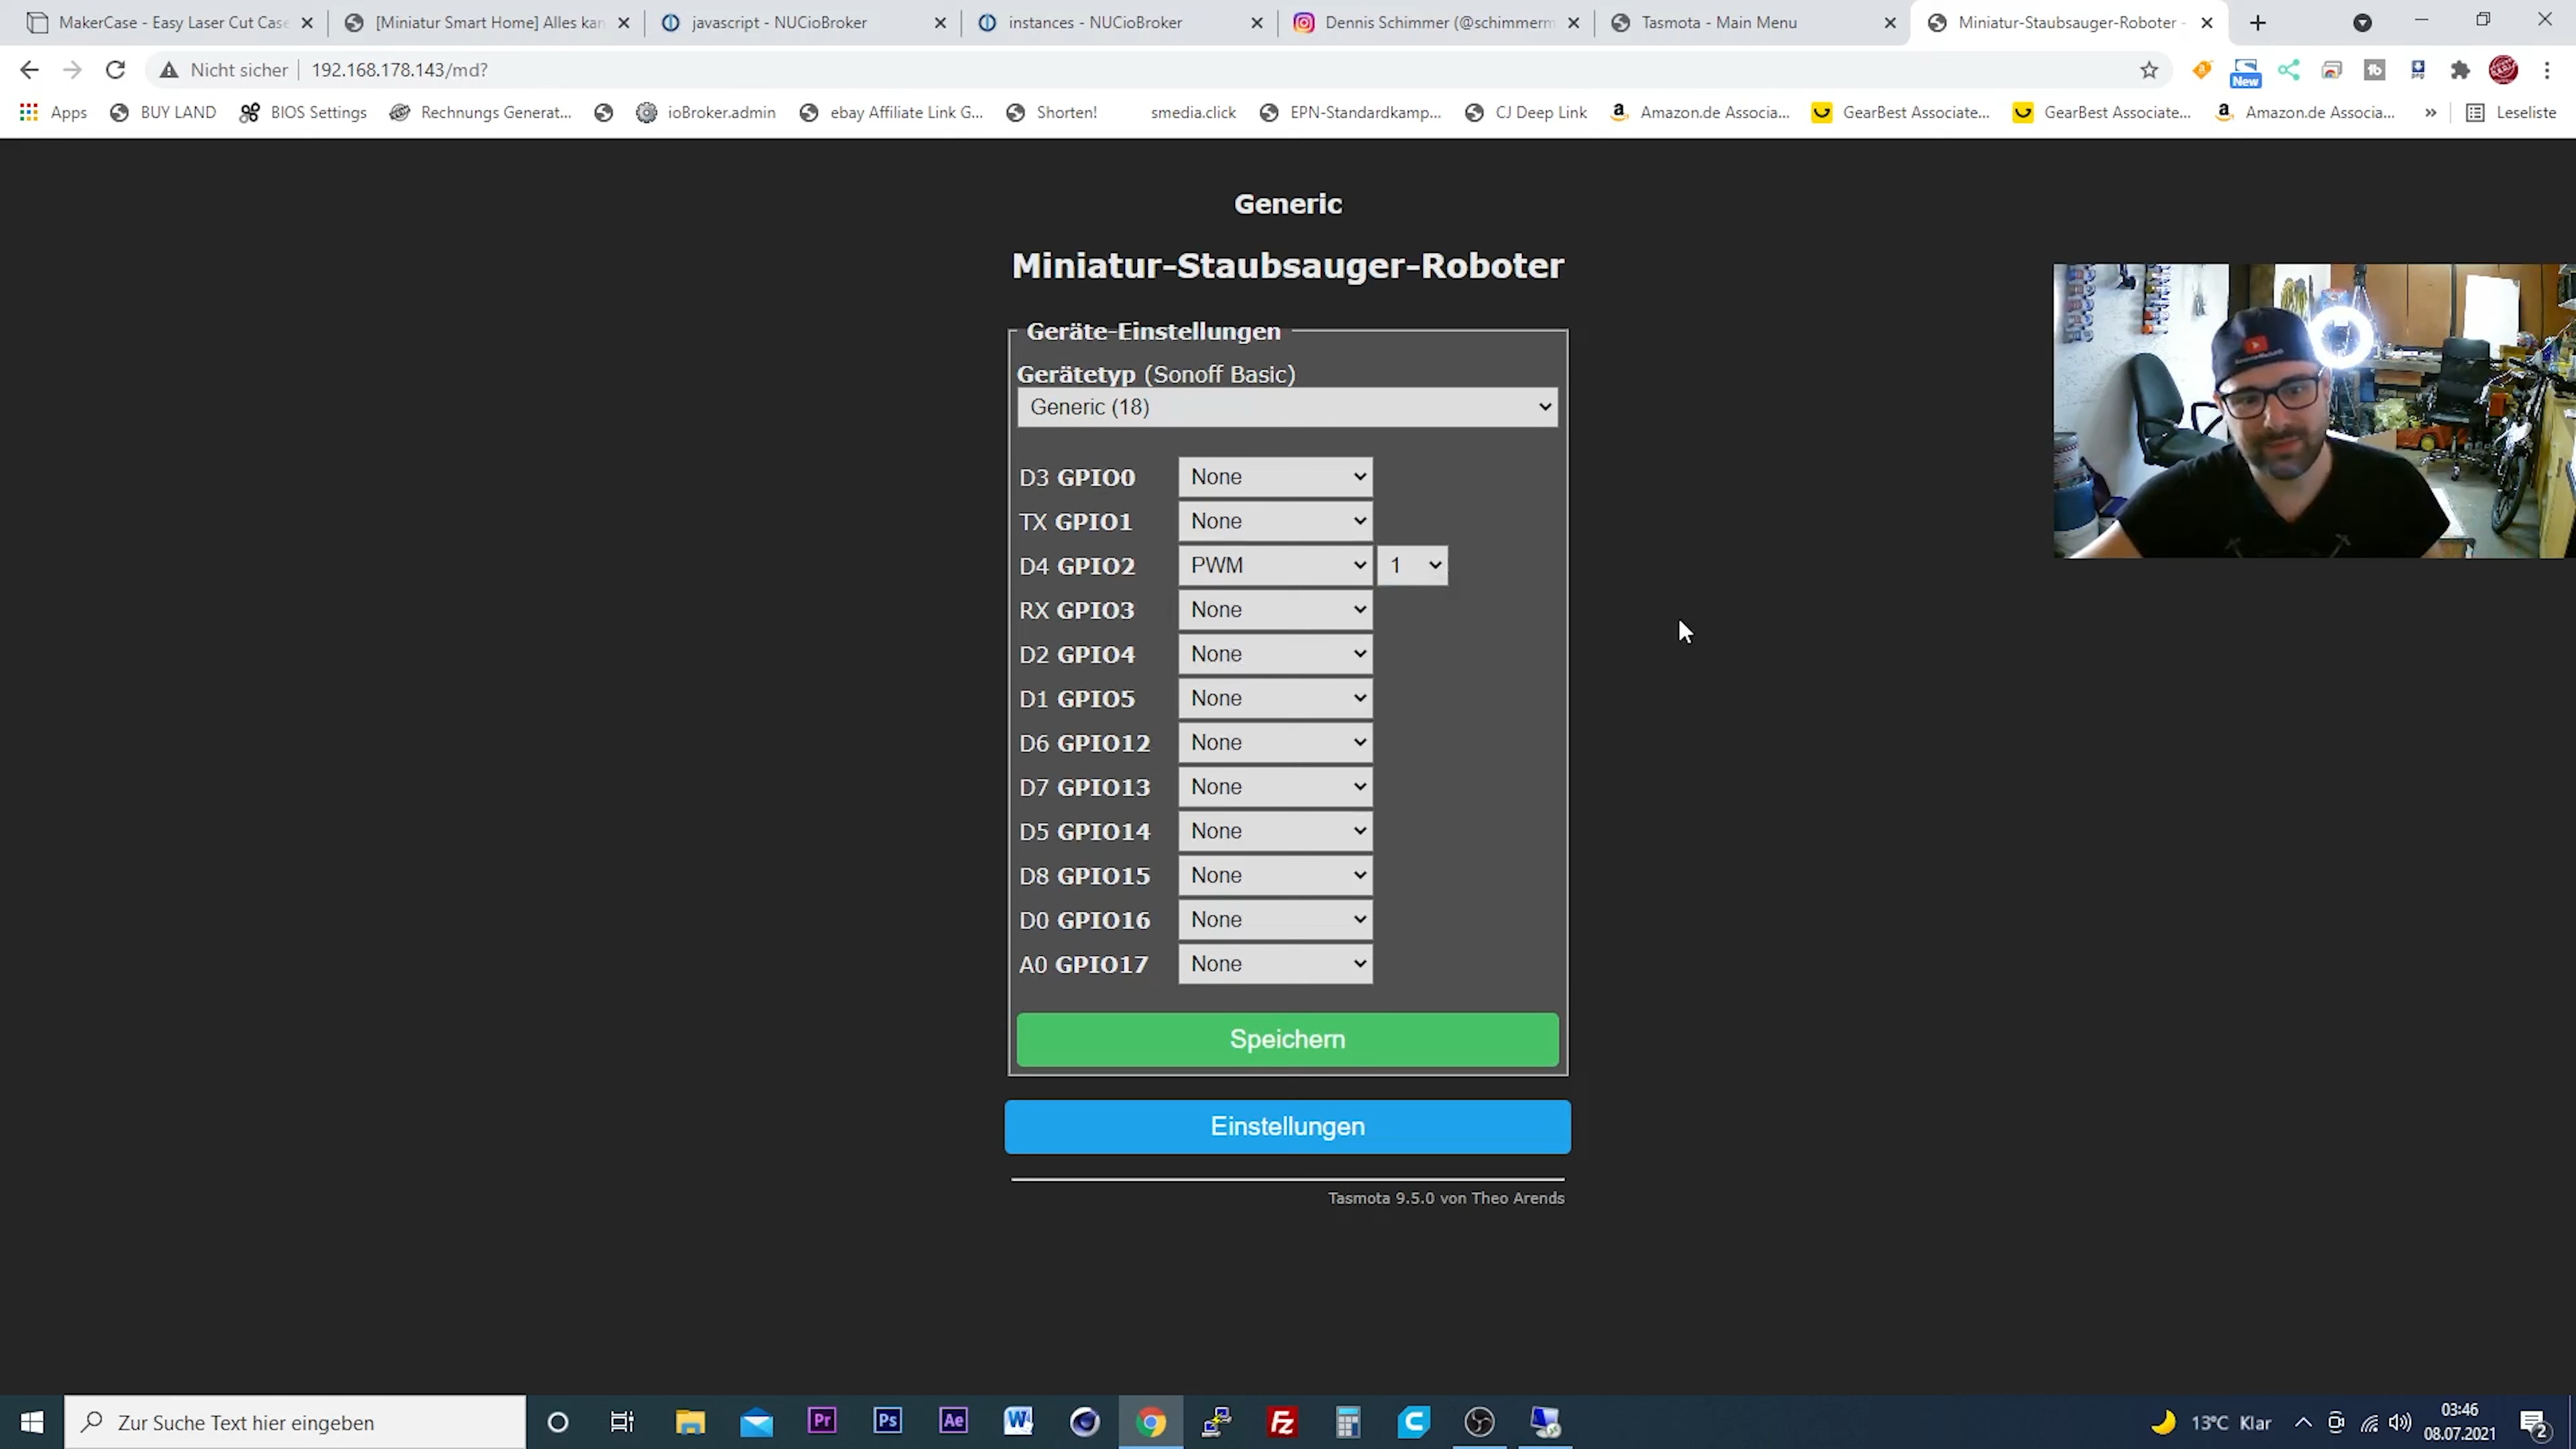 MakerCase - Easy Laser Cut Case
[Miniatur Smart Home] Alles kan
javascript - NUCioBroker
instances - NUCioBroker
Dennis Schimmer (@schimmerm
Tasmota - Main Menu
Miniatur-Staubsauger-Roboter -
Nicht sicher
192.168.178.143/md?
New
Apps
BUY LAND
BIOS Settings
Rechnungs Generat...
ioBroker.admin
ebay Affiliate Link G...
Shorten!
smedia.click
EPN-Standardkamp...
CJ Deep Link
Amazon.de Associa...
GearBest Associate...
GearBest Associate...
Amazon.de Associa...
»
Leseliste
Generic
Miniatur-Staubsauger-Roboter
Geräte-Einstellungen
Gerätetyp (Sonoff Basic)
Generic (18)
D3 GPIO0 None
TX GPIO1 None
D4 GPIO2 PWM 1
RX GPIO3 None
D2 GPIO4 None
D1 GPIO5 None
D6 GPIO12 None
D7 GPIO13 None
D5 GPIO14 None
D8 GPIO15 None
D0 GPIO16 None
A0 GPIO17 None
Speichern
Einstellungen
Tasmota 9.5.0 von Theo Arends
Zur Suche Text hier eingeben
Pr
Ps
Ae
W
Fz
C
13°C Klar
03:46
08.07.2021
2